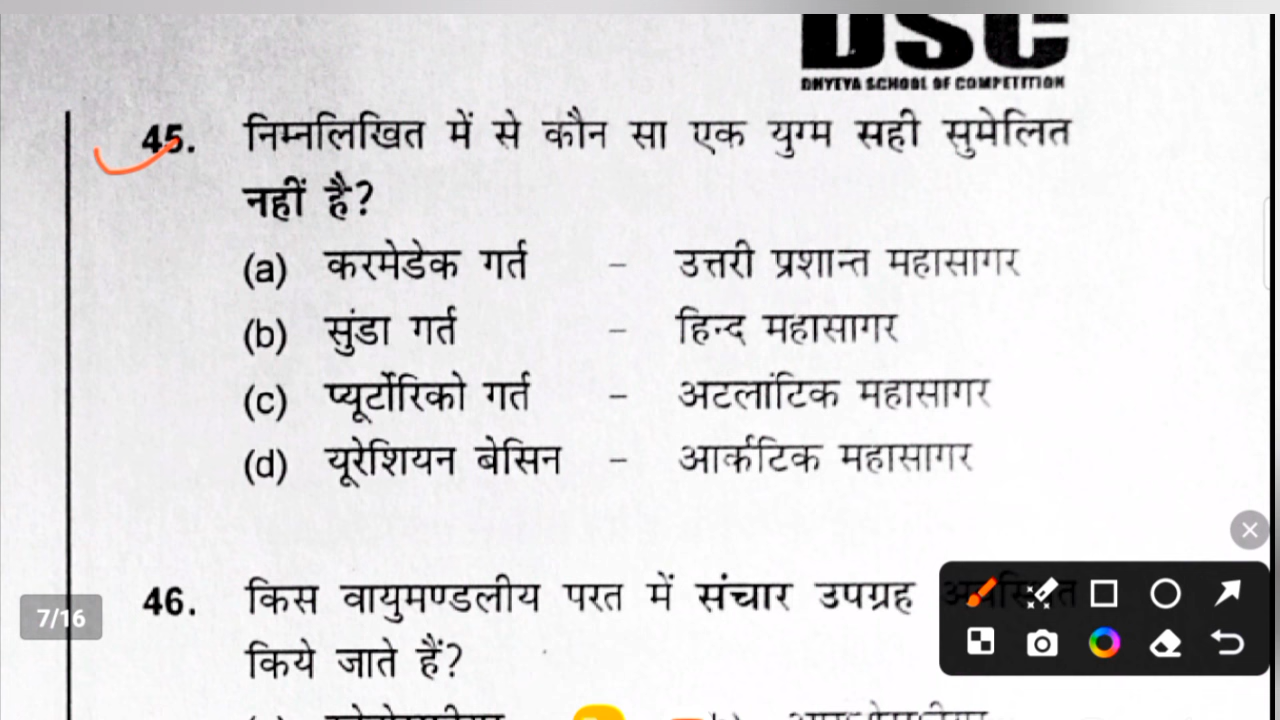 DSC
DHYEYA SCHOOL OF COMPETITION
45. निम्नलिखित में से कौन सा एक युग्म सही सुमेलित
नहीं है?
(a) करमेडेक गर्त – उत्तरी प्रशान्त महासागर
(b) सुंडा गर्त – हिन्द महासागर
(c) प्यूर्टोरिको गर्त – अटलांटिक महासागर
(d) यूरेशियन बेसिन – आर्कटिक महासागर
46. किस वायुमण्डलीय परत में संचार उपग्रह
7/16
किये जाते हैं?